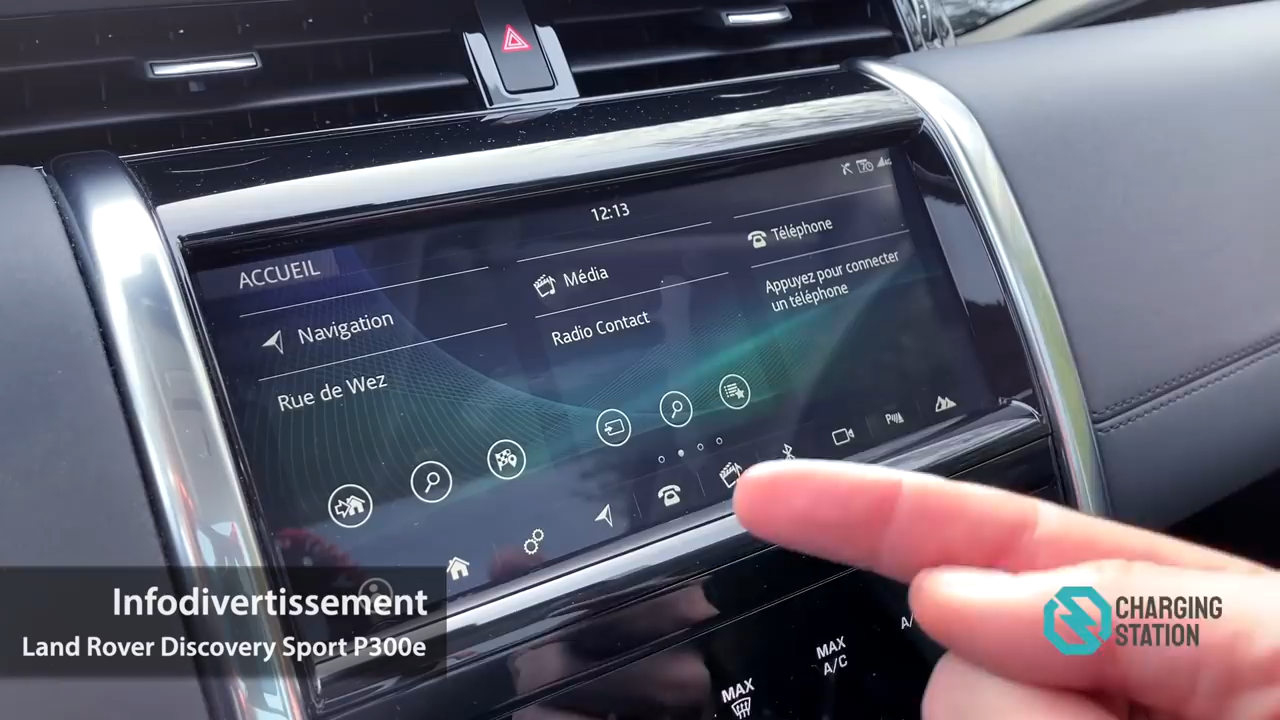 12:13
ACCUEIL
Navigation
Rue de Wez
Média
Radio Contact
Téléphone
Appuyez pour connecter
un téléphone
MAX
A/C
MAX
A/
Infodivertissement
Land Rover Discovery Sport P300e
CHARGING
STATION